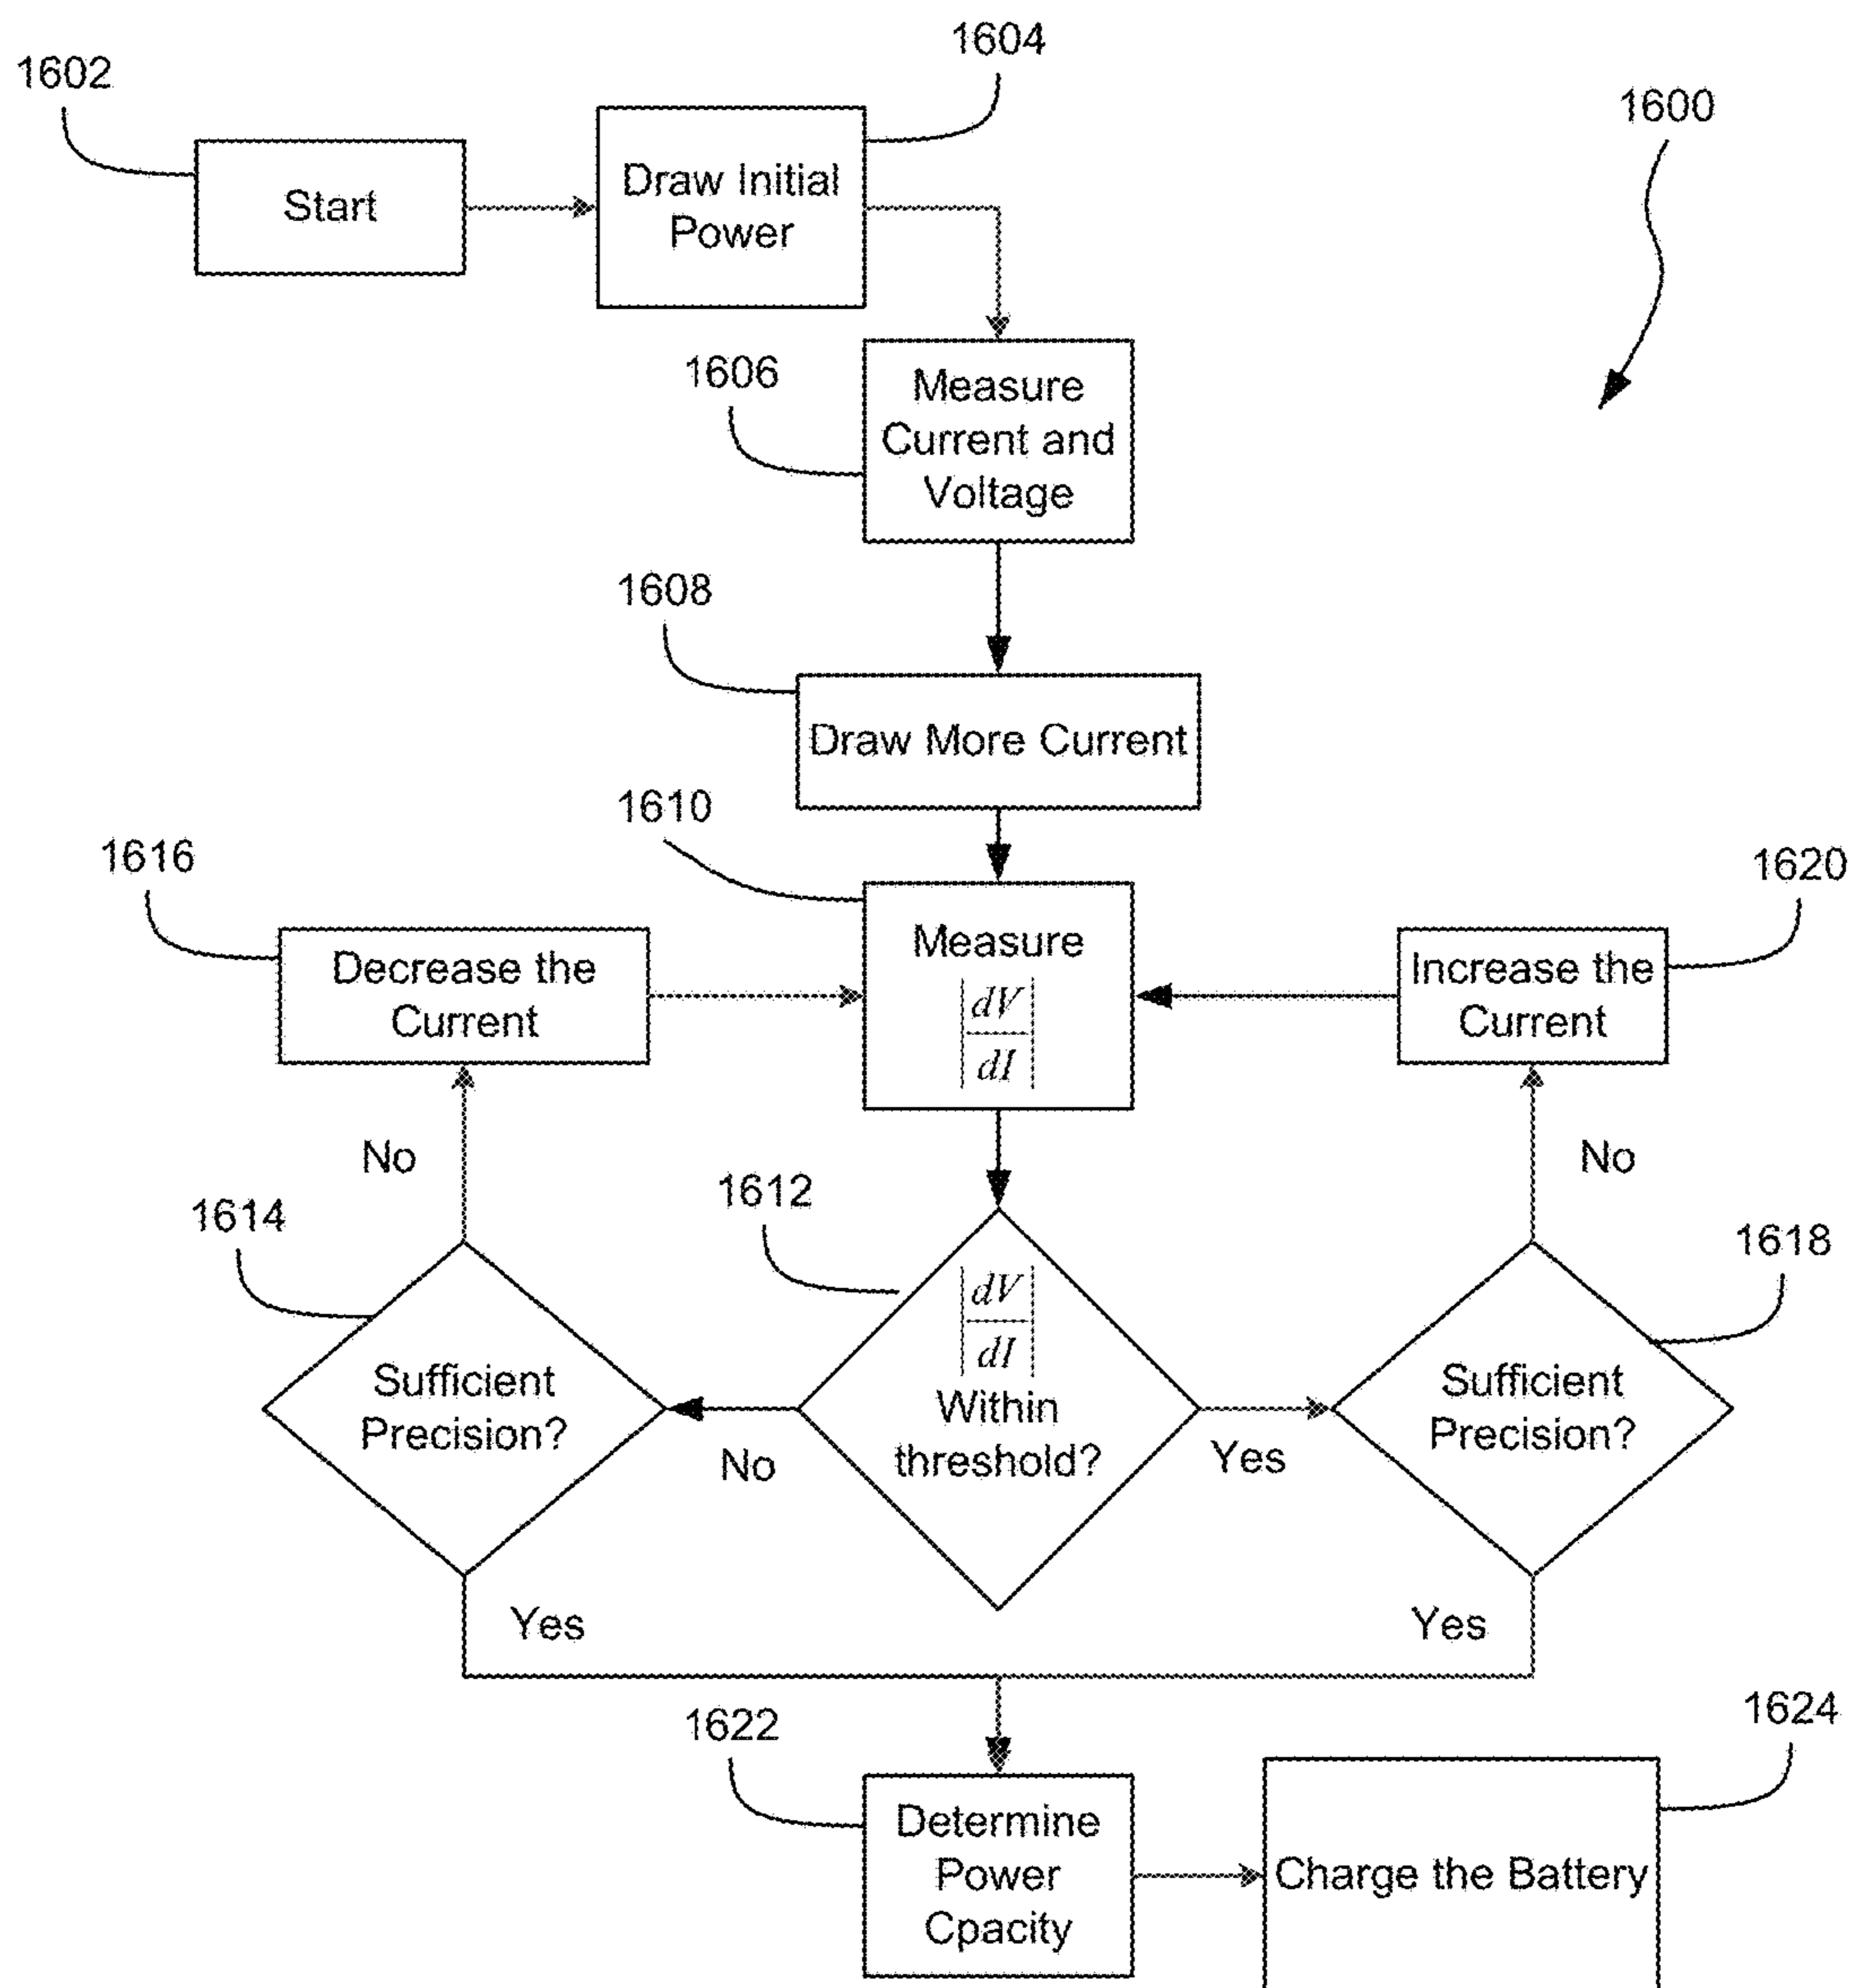 1602
1604
1600
Start
Draw Initial
Power
1606
Measure
Current and
Voltage
1608
Draw More Current
1610
1616
1620
Decrease the
Current
Measure
|dV/dI|
Increase the
Current
No
No
1614
1612
1618
|dV/dI|
Within
threshold?
Sufficient
Precision?
Sufficient
Precision?
No
Yes
Yes
Yes
1622
1624
Determine
Power
Cpacity
Charge the Battery